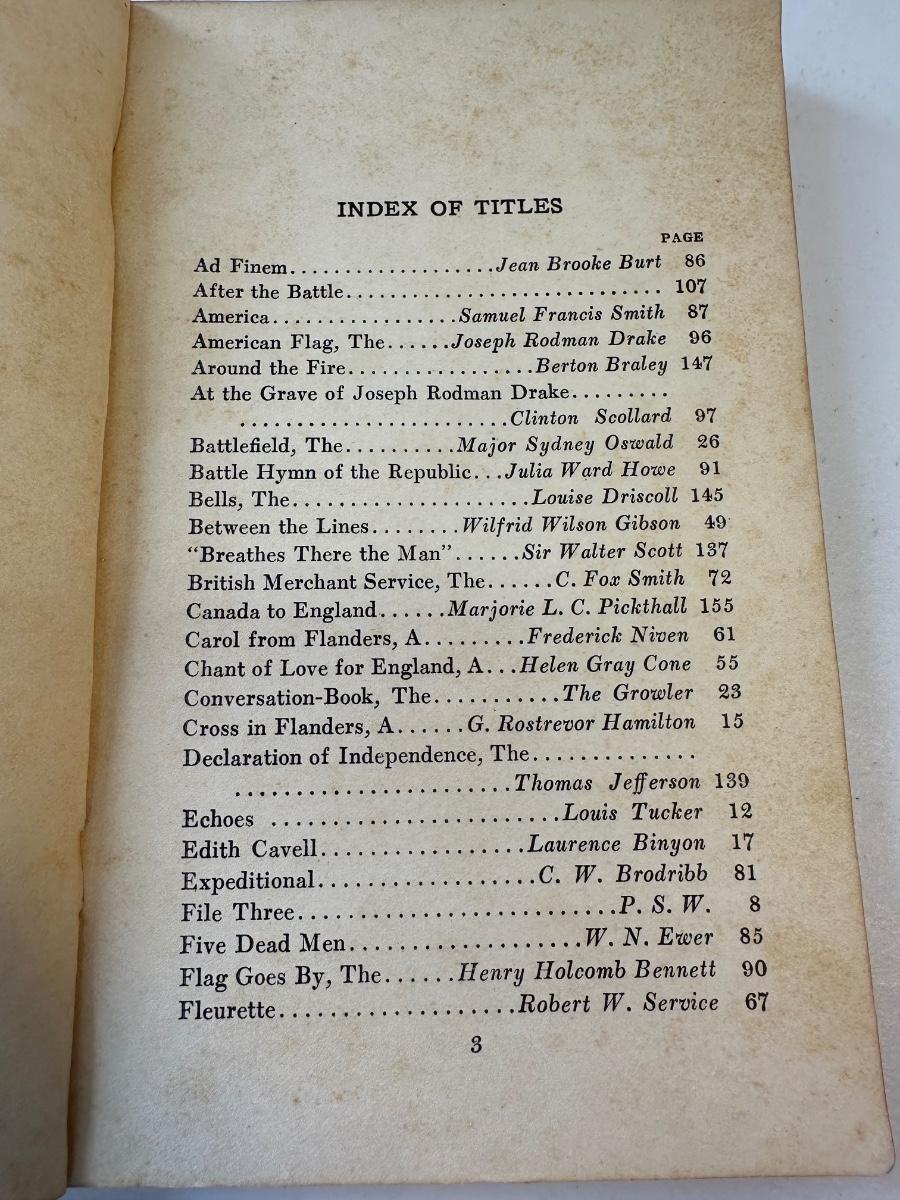 INDEX OF TITLES
PAGE
Ad Finem...................Jean Brooke Burt 86
After the Battle............................. 107
America.................Samuel Francis Smith 87
American Flag, The......Joseph Rodman Drake 96
Around the Fire.................Berton Braley 147
At the Grave of Joseph Rodman Drake.........
........................Clinton Scollard 97
Battlefield, The..........Major Sydney Oswald 26
Battle Hymn of the Republic...Julia Ward Howe 91
Bells, The......................Louise Driscoll 145
Between the Lines........Wilfrid Wilson Gibson 49
"Breathes There the Man"......Sir Walter Scott 137
British Merchant Service, The......C. Fox Smith 72
Canada to England......Marjorie L. C. Pickthall 155
Carol from Flanders, A.........Frederick Niven 61
Chant of Love for England, A...Helen Gray Cone 55
Conversation-Book, The...........The Growler 23
Cross in Flanders, A......G. Rostrevor Hamilton 15
Declaration of Independence, The..............
........................Thomas Jefferson 139
Echoes .........................Louis Tucker 12
Edith Cavell..................Laurence Binyon 17
Expeditional...................C. W. Brodribb 81
File Three...........................P. S. W. 8
Five Dead Men....................W. N. Ewer 85
Flag Goes By, The......Henry Holcomb Bennett 90
Fleurette....................Robert W. Service 67
3